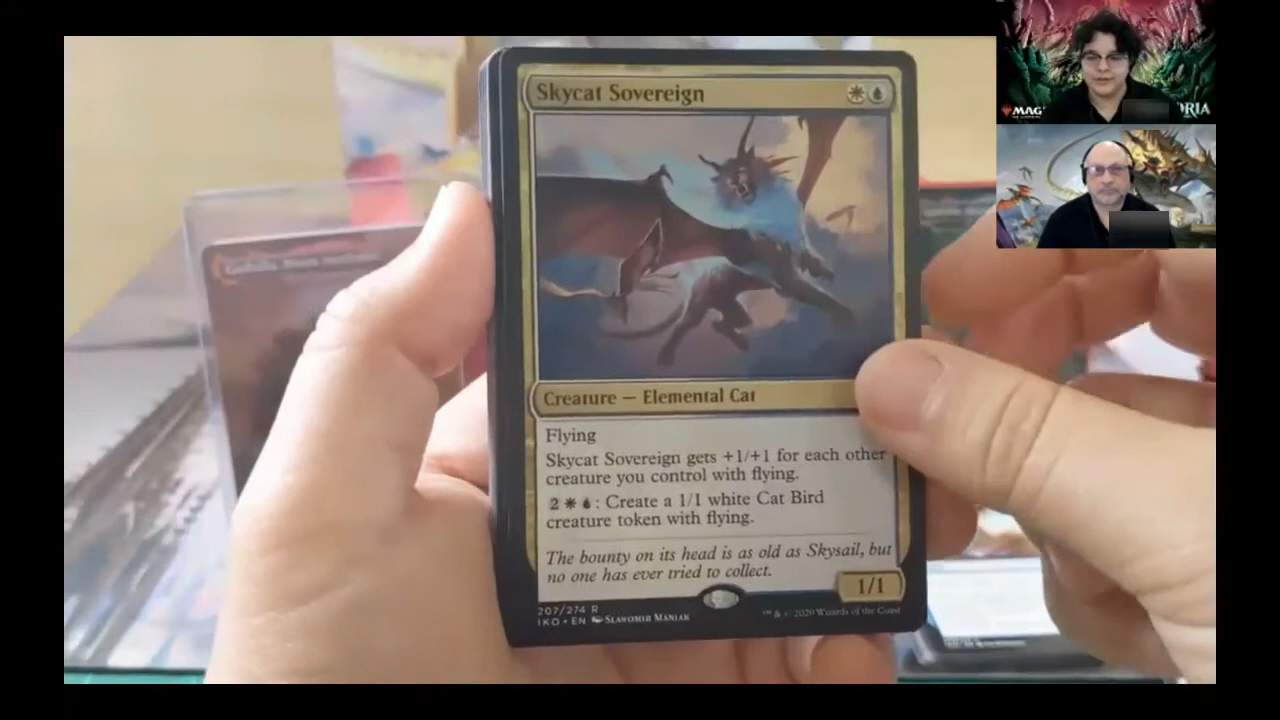 Skycat Sovereign
Creature — Elemental Cat
Flying
Skycat Sovereign gets +1/+1 for each other
creature you control with flying.
2 : Create a 1/1 white Cat Bird
creature token with flying.
The bounty on its head is as old as Skysail, but
no one has ever tried to collect.
1/1
207/274 R
IKO • EN SLAWOMIR MANIAK
™ & © 2020 Wizards of the Coast
MAG
ORIA